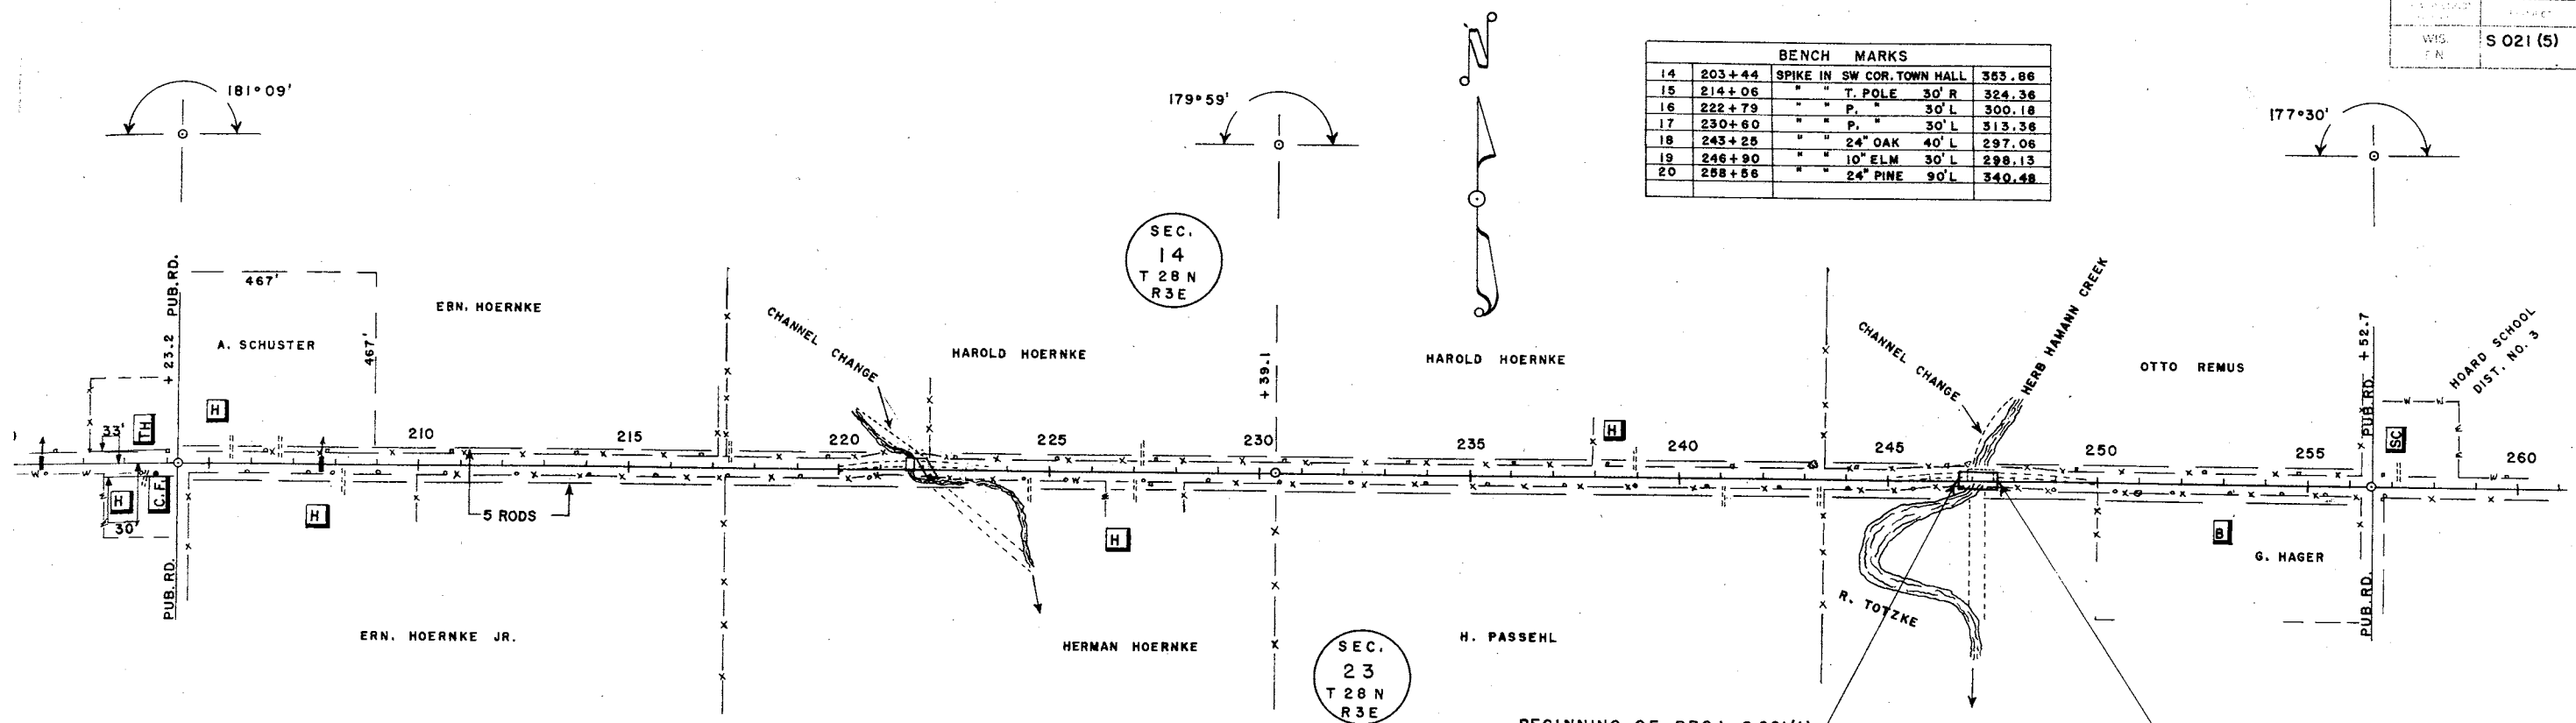 WIS.
S 021 (5)
BENCH MARKS
14 203+44 SPIKE IN SW COR. TOWN HALL 353.86
15 214+06 " " T. POLE 30' R 324.36
16 222+79 " " P. " 30' L 300.18
17 230+60 " " P. " 30' L 313.36
18 243+25 " " 24" OAK 40' L 297.06
19 246+90 " " 10" ELM 30' L 298.13
20 258+56 " " 24" PINE 90' L 340.48
181°09'
179°59'
177°30'
N
SEC.
14
T 28 N
R3E
PUB. RD.
+ 23.2
467'
467'
A. SCHUSTER
ERN. HOERNKE
CHANNEL CHANGE
HAROLD HOERNKE
+39.1
HAROLD HOERNKE
CHANNEL CHANGE
HERB HAMANN CREEK
OTTO REMUS
PUB. RD. +52.7
HOARD SCHOOL
DIST. NO. 3
33'
TH
H
210
215
220
225
230
235
H
240
245
250
255
SC
260
W
W
H
30'
C.F.
H
5 RODS
H
B
G. HAGER
PUB. RD.
PUB. RD.
ERN. HOERNKE JR.
HERMAN HOERNKE
H. PASSEHL
R. TOTZKE
SEC.
23
T 28 N
R3E